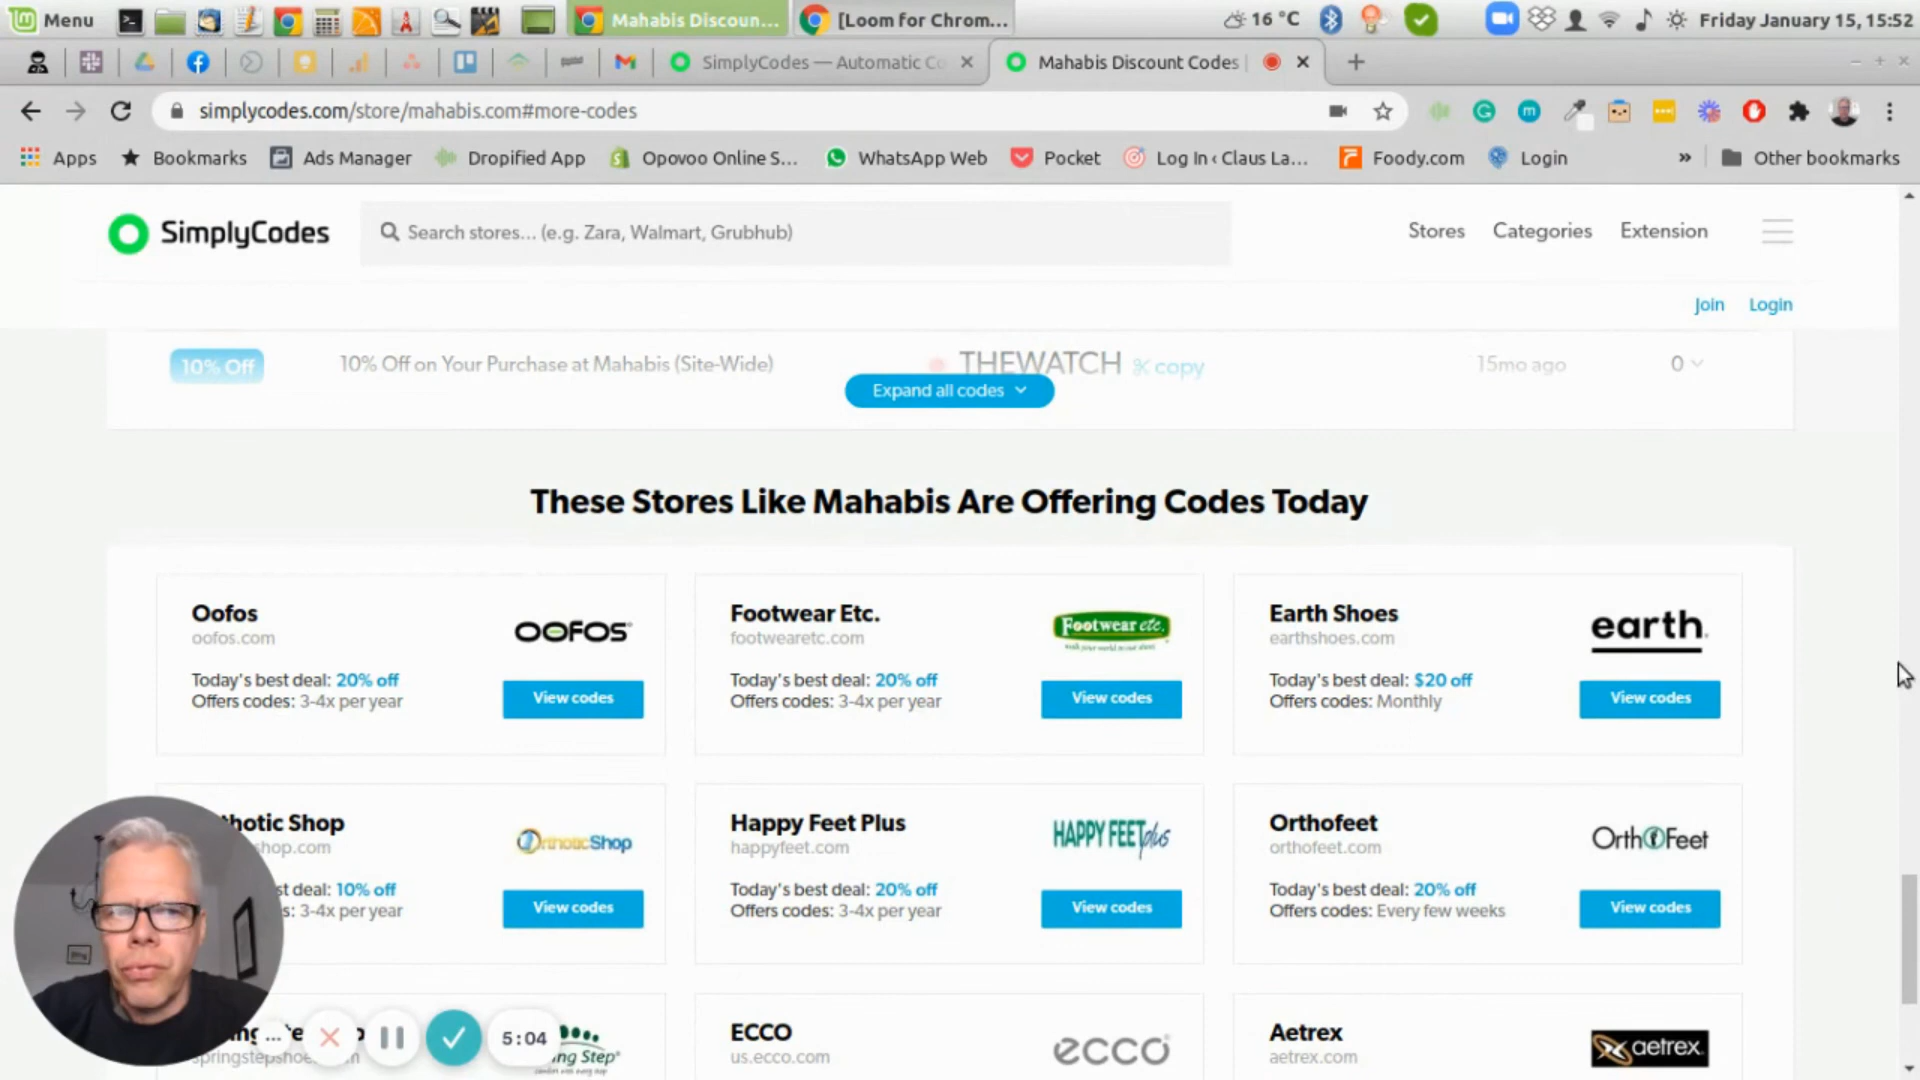 Menu
Mahabis Discoun...
[Loom for Chrom...
16 °C
Friday January 15, 15:52
SimplyCodes — Automatic Co
Mahabis Discount Codes |
simplycodes.com/store/mahabis.com#more-codes
Apps
Bookmarks
Ads Manager
Dropified App
Opovoo Online S...
WhatsApp Web
Pocket
Log In ‹ Claus La...
Foody.com
Login
»
Other bookmarks
SimplyCodes
Search stores... (e.g. Zara, Walmart, Grubhub)
Stores
Categories
Extension
Join
Login
10% Off
10% Off on Your Purchase at Mahabis (Site-Wide)
THEWATCH
copy
15mo ago
0
Expand all codes
These Stores Like Mahabis Are Offering Codes Today
Oofos
oofos.com
OOFOS
Today's best deal: 20% off
Offers codes: 3-4x per year
View codes
Footwear Etc.
footwearetc.com
Footwear etc.
Today's best deal: 20% off
Offers codes: 3-4x per year
View codes
Earth Shoes
earthshoes.com
earth.
Today's best deal: $20 off
Offers codes: Monthly
View codes
hotic Shop
shop.com
OrthoticShop
st deal: 10% off
s: 3-4x per year
View codes
Happy Feet Plus
happyfeet.com
HAPPY FEET plus
Today's best deal: 20% off
Offers codes: 3-4x per year
View codes
Orthofeet
orthofeet.com
OrthoFeet
Today's best deal: 20% off
Offers codes: Every few weeks
View codes
springstepshoe
ng Step
5:04
ECCO
us.ecco.com
ecco
Aetrex
aetrex.com
aetrex